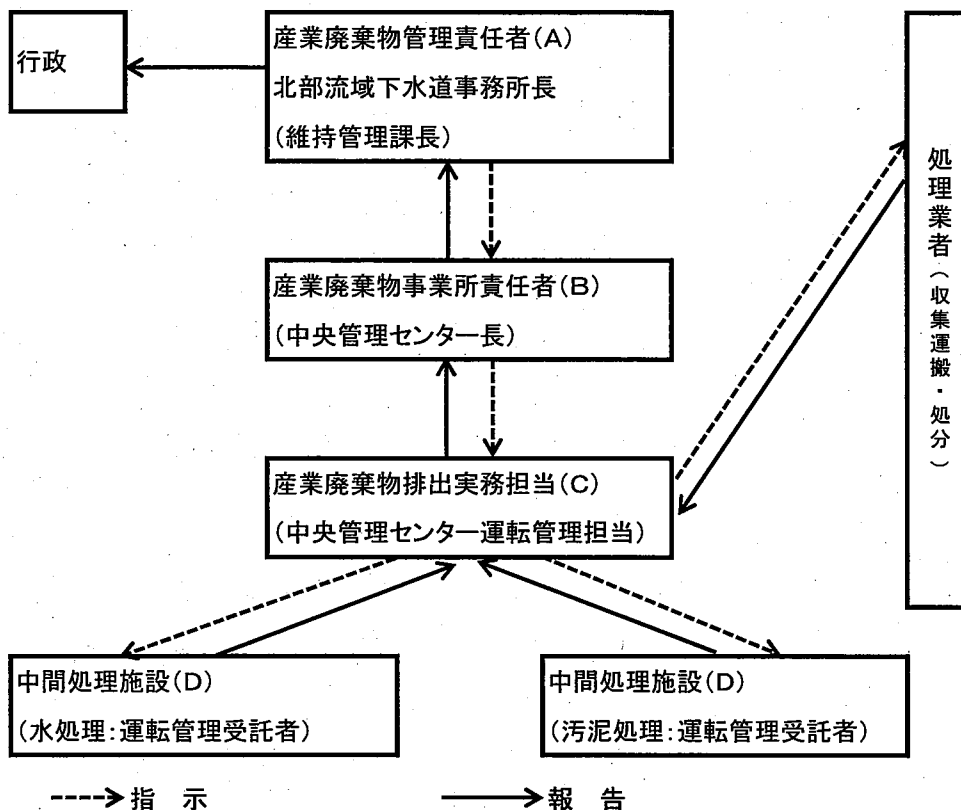 行政
産業廃棄物管理責任者(A)
北部流域下水道事務所長
(維持管理課長)
産業廃棄物事業所責任者(B)
(中央管理センター長)
産業廃棄物排出実務担当(C)
(中央管理センター運転管理担当)
処理業者(収集運搬・処分)
中間処理施設(D)
(水処理:運転管理受託者)
中間処理施設(D)
(汚泥処理:運転管理受託者)
指 示
報 告